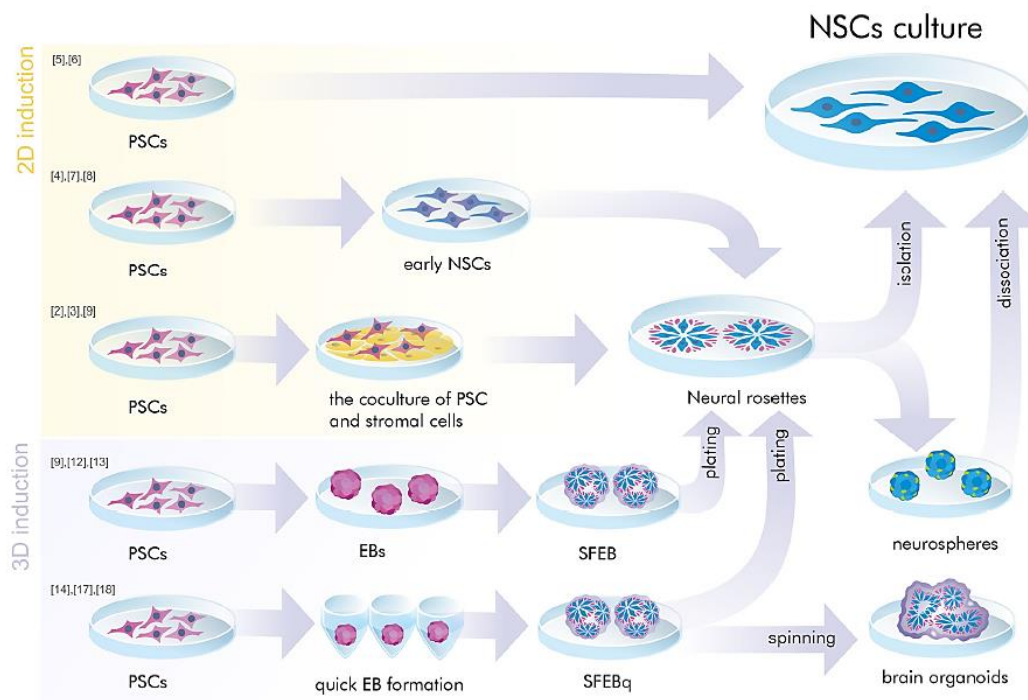 NSCs culture
2D induction
[5],[6]
PSCs
[4],[7],[8]
PSCs
early NSCs
isolation
dissociation
[2],[3],[9]
PSCs
the coculture of PSC
and stromal cells
Neural rosettes
3D induction
[9],[12],[13]
PSCs
EBs
SFEB
plating
plating
neurospheres
[14],[17],[18]
PSCs
quick EB formation
SFEBq
spinning
brain organoids